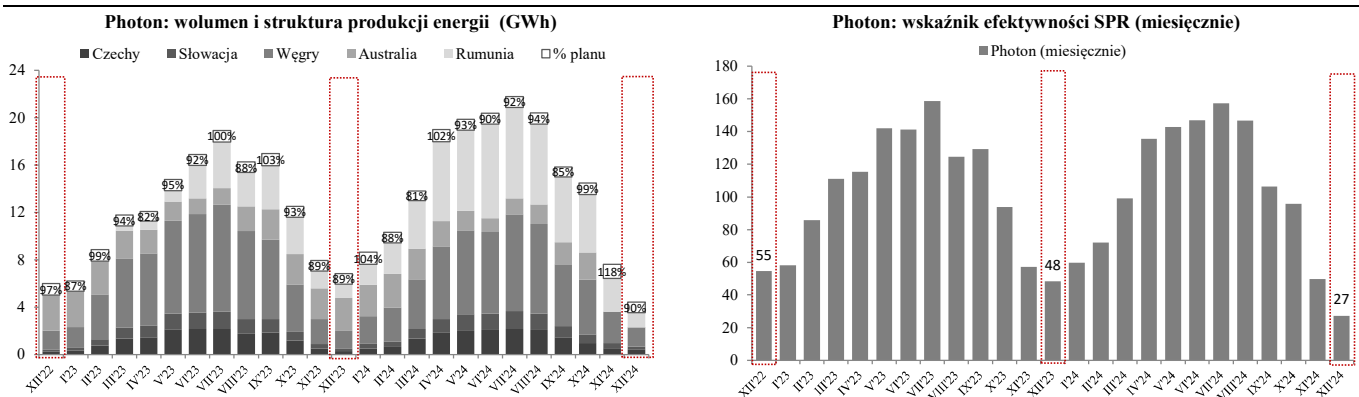 Photon: wolumen i struktura produkcji energii (GWh)
Czechy Słowacja Węgry Australia Rumunia % planu
24
20
16
12
8
4
0
97% 87% 99% 94% 82% 95% 92% 100% 88% 103% 93% 89% 89% 104% 88% 81% 102% 93% 90% 92% 94% 85% 99% 118% 90%
XII'22 I'23 II'23 III'23 IV'23 V'23 VI'23 VII'23 VIII'23 IX'23 X'23 XI'23 XII'23 I'24 II'24 III'24 IV'24 V'24 VI'24 VII'24 VIII'24 IX'24 X'24 XI'24 XII'24
Photon: wskaźnik efektywności SPR (miesięcznie)
Photon (miesięcznie)
180
160
140
120
100
80
60
40
20
0
55 48 27
XII'22 I'23 II'23 III'23 IV'23 V'23 VI'23 VII'23 VIII'23 IX'23 X'23 XI'23 XII'23 I'24 II'24 III'24 IV'24 V'24 VI'24 VII'24 VIII'24 IX'24 X'24 XI'24 XII'24